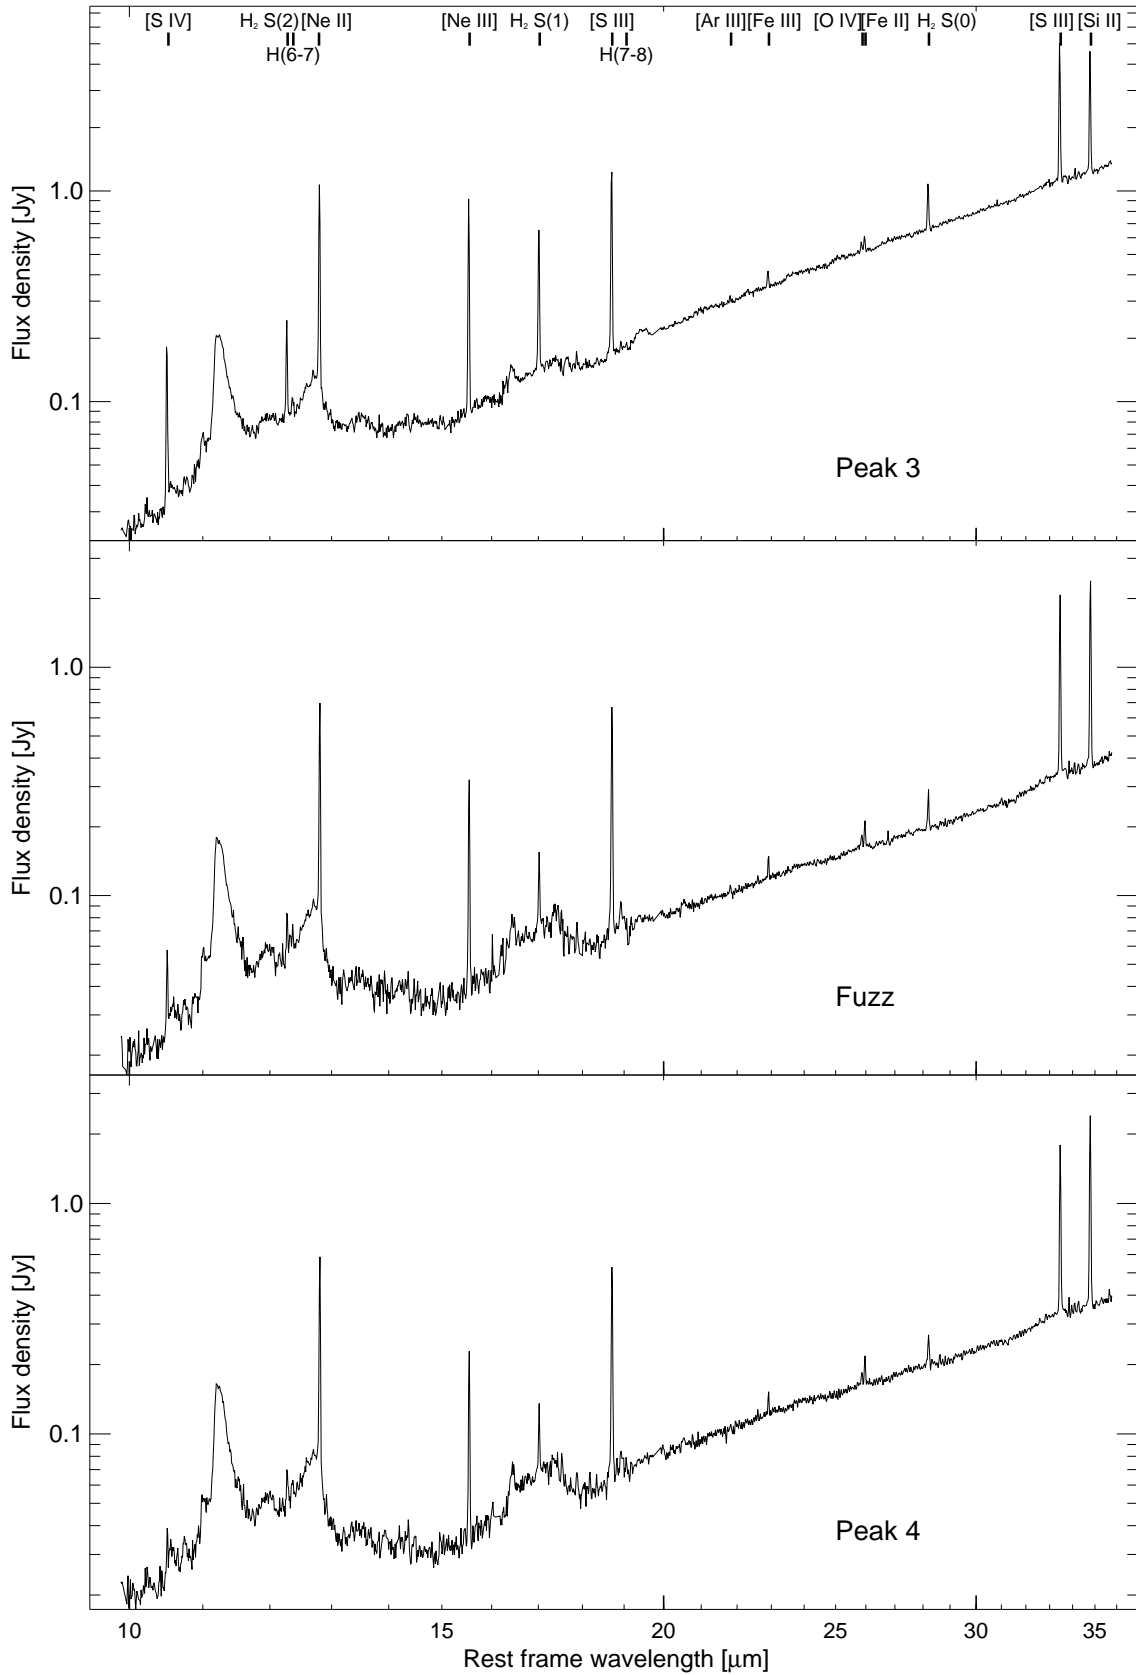 [S IV] H₂ S(2) [Ne II] [Ne III] H₂ S(1) [S III] [Ar III] [Fe III] [O IV] [Fe II] H₂ S(0) [S III] [Si II]
H(6-7) H(7-8)
Flux density [Jy]
1.0
0.1
Peak 3
Flux density [Jy]
1.0
0.1
Fuzz
Flux density [Jy]
1.0
0.1
Peak 4
10 15 20 25 30 35
Rest frame wavelength [μm]